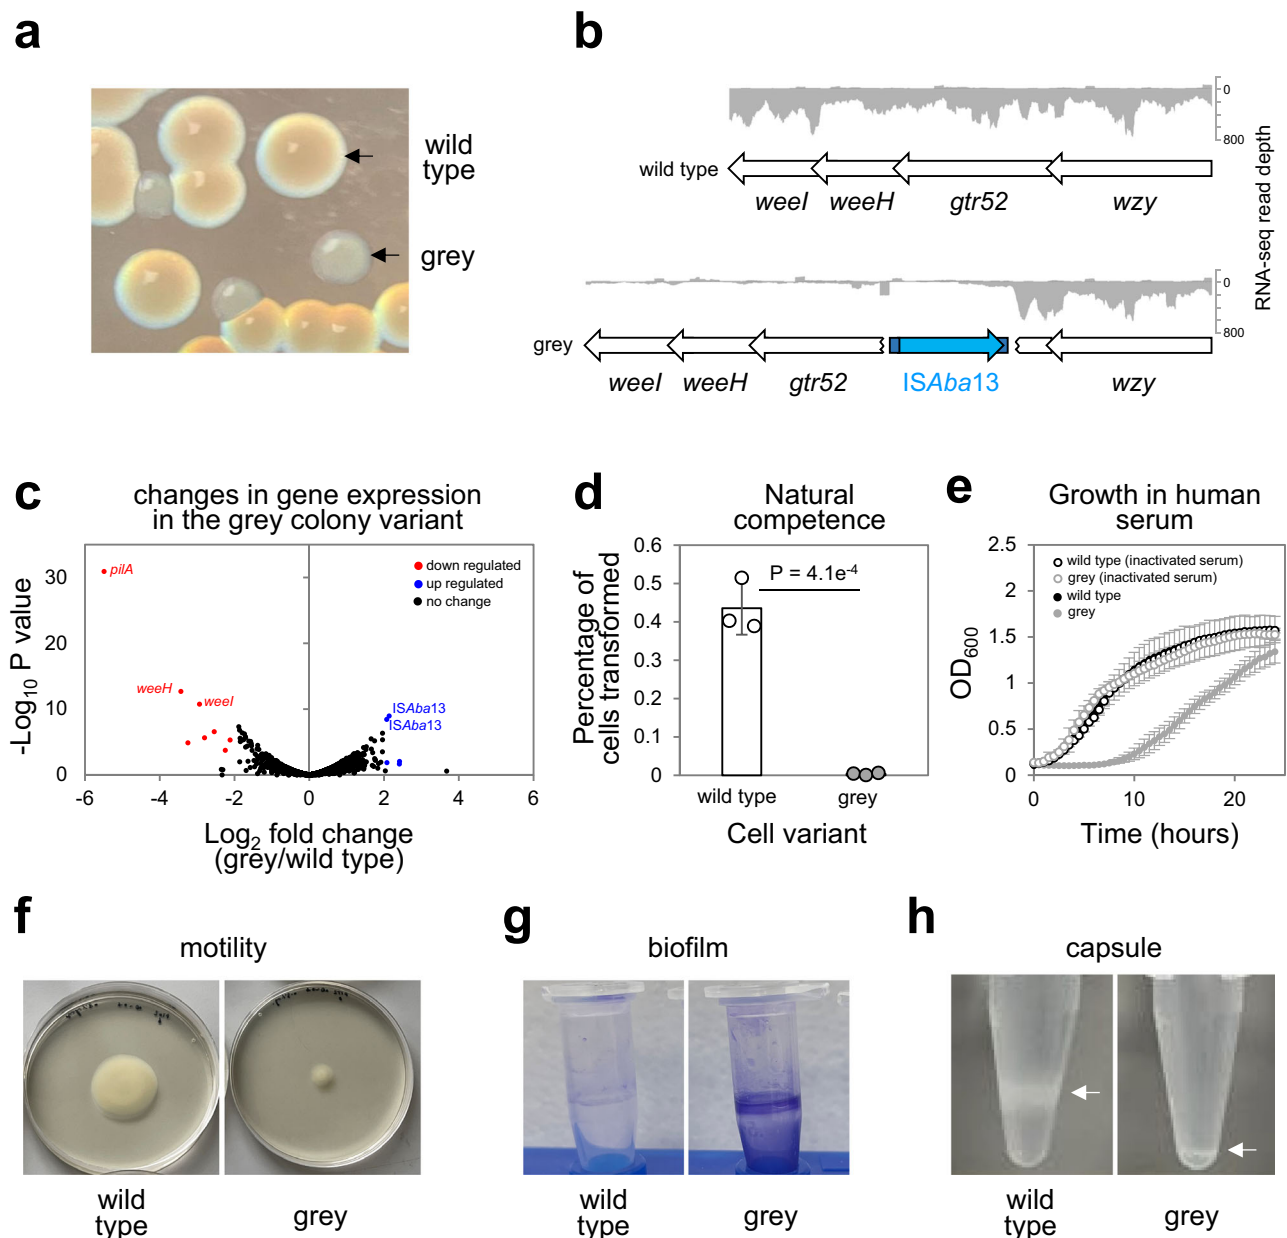 a
wild
type
grey
b
0
800
wild type
weeI
weeH
gtr52
wzy
RNA-seq read depth
0
800
grey
weeI
weeH
gtr52
ISAba13
wzy
c
changes in gene expression
in the grey colony variant
-Log10 P value
30
20
10
0
pilA
weeH
weeI
down regulated
up regulated
no change
ISAba13
ISAba13
-6
-4
-2
0
2
4
6
Log2 fold change
(grey/wild type)
d
Natural
competence
Percentage of
cells transformed
0.6
0.5
0.4
0.3
0.2
0.1
0
P = 4.1e-4
wild type
grey
Cell variant
e
Growth in human
serum
OD600
2.5
2
1.5
1
0.5
0
wild type (inactivated serum)
grey (inactivated serum)
wild type
grey
0
10
20
Time (hours)
f
motility
wild
type
grey
g
biofilm
wild
type
grey
h
capsule
wild
type
grey